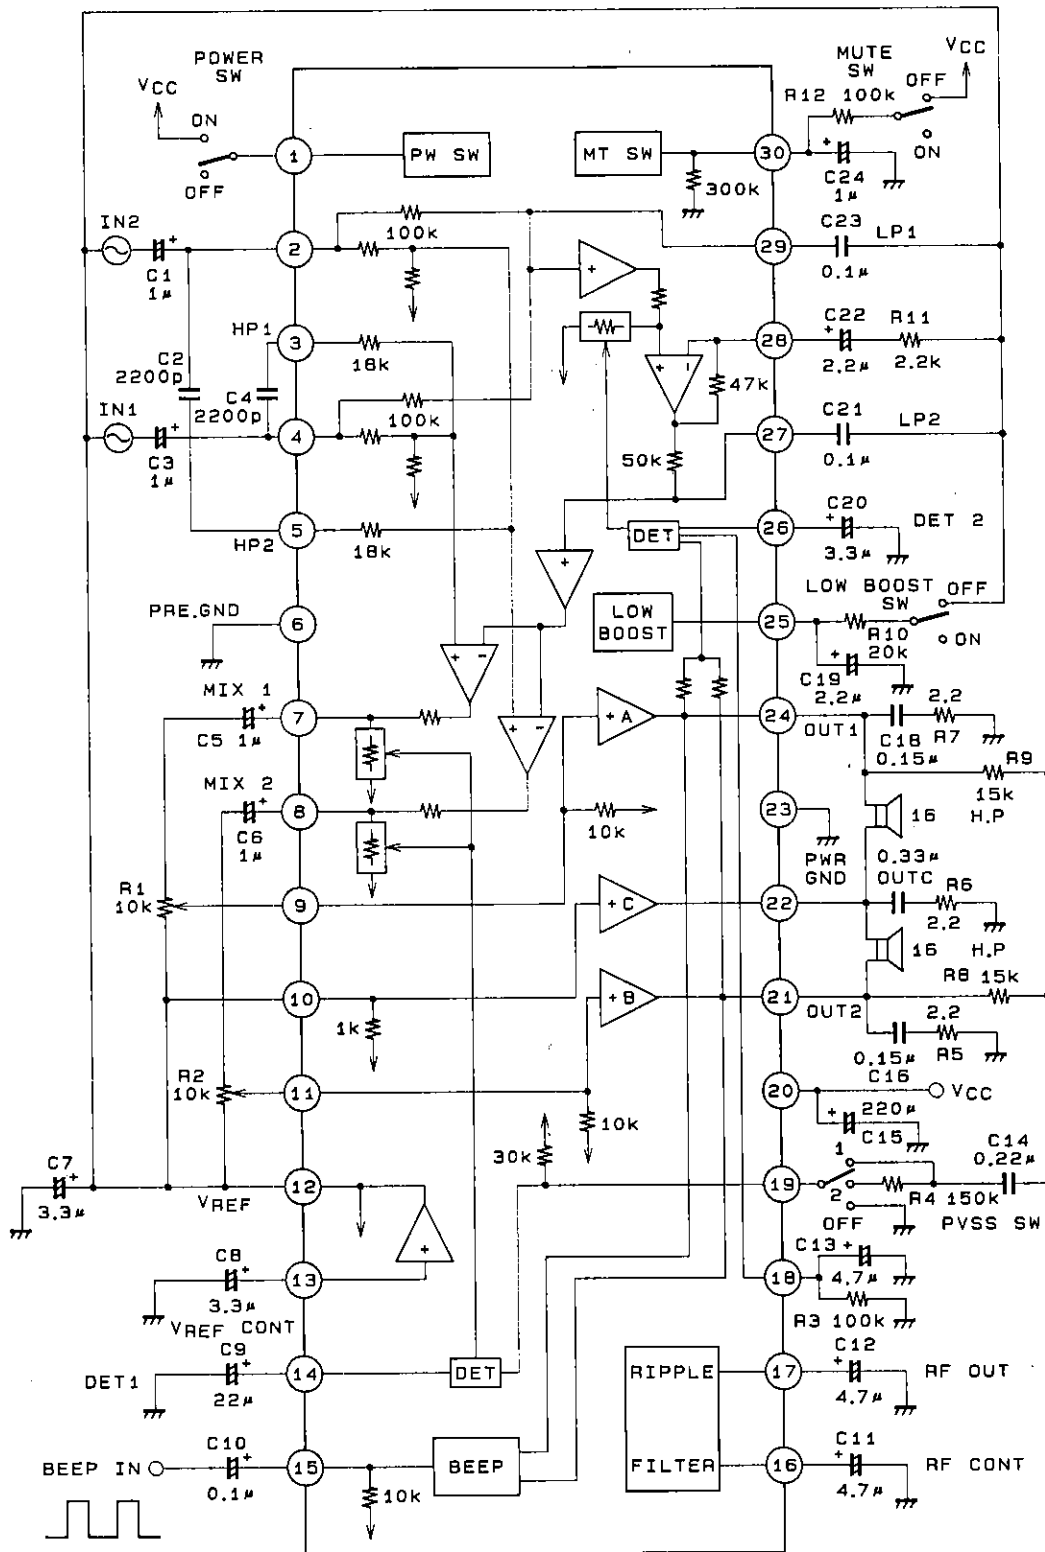 POWER
SW
VCC
ON
OFF
1
PW SW
MT SW
30
MUTE
SW
VCC
OFF
R12 100k
ON
C24
1μ
300k
IN2
C1
1μ
2
100k
29
C23
0.1μ
LP1
HP1
3
18k
28
C22
2.2μ
R11
2.2k
C2
2200p
C4
2200p
47k
IN1
C3
1μ
4
100k
27
C21
0.1μ
LP2
50k
5
HP2
18k
DET
26
C20
3.3μ
DET 2
PRE.GND
6
LOW
BOOST
25
LOW BOOST
SW
OFF
ON
R10
20k
C19
2.2μ
MIX 1
C5 1μ
7
+ A
24
OUT1
C18
0.15μ
2.2
R7
R9
15k
MIX 2
C6
1μ
8
10k
23
PWR
GND
16
H.P
0.33μ
OUTC
R1
10k
9
+ C
22
R6
2.2
16
H.P
10
1k
+ B
21
OUT2
R8
15k
2.2
R5
0.15μ
C16
R2
10k
11
10k
20
VCC
220μ
C15
C7
3.3μ
VREF
12
30k
19
1
2
OFF
R4 150k
C14
0.22μ
PVSS SW
C8
3.3μ
13
VREF CONT
18
C13
4.7μ
R3 100k
DET1
C9
22μ
14
DET
RIPPLE
FILTER
17
C12
4.7μ
RF OUT
BEEP IN
C10
0.1μ
15
10k
BEEP
16
C11
4.7μ
RF CONT